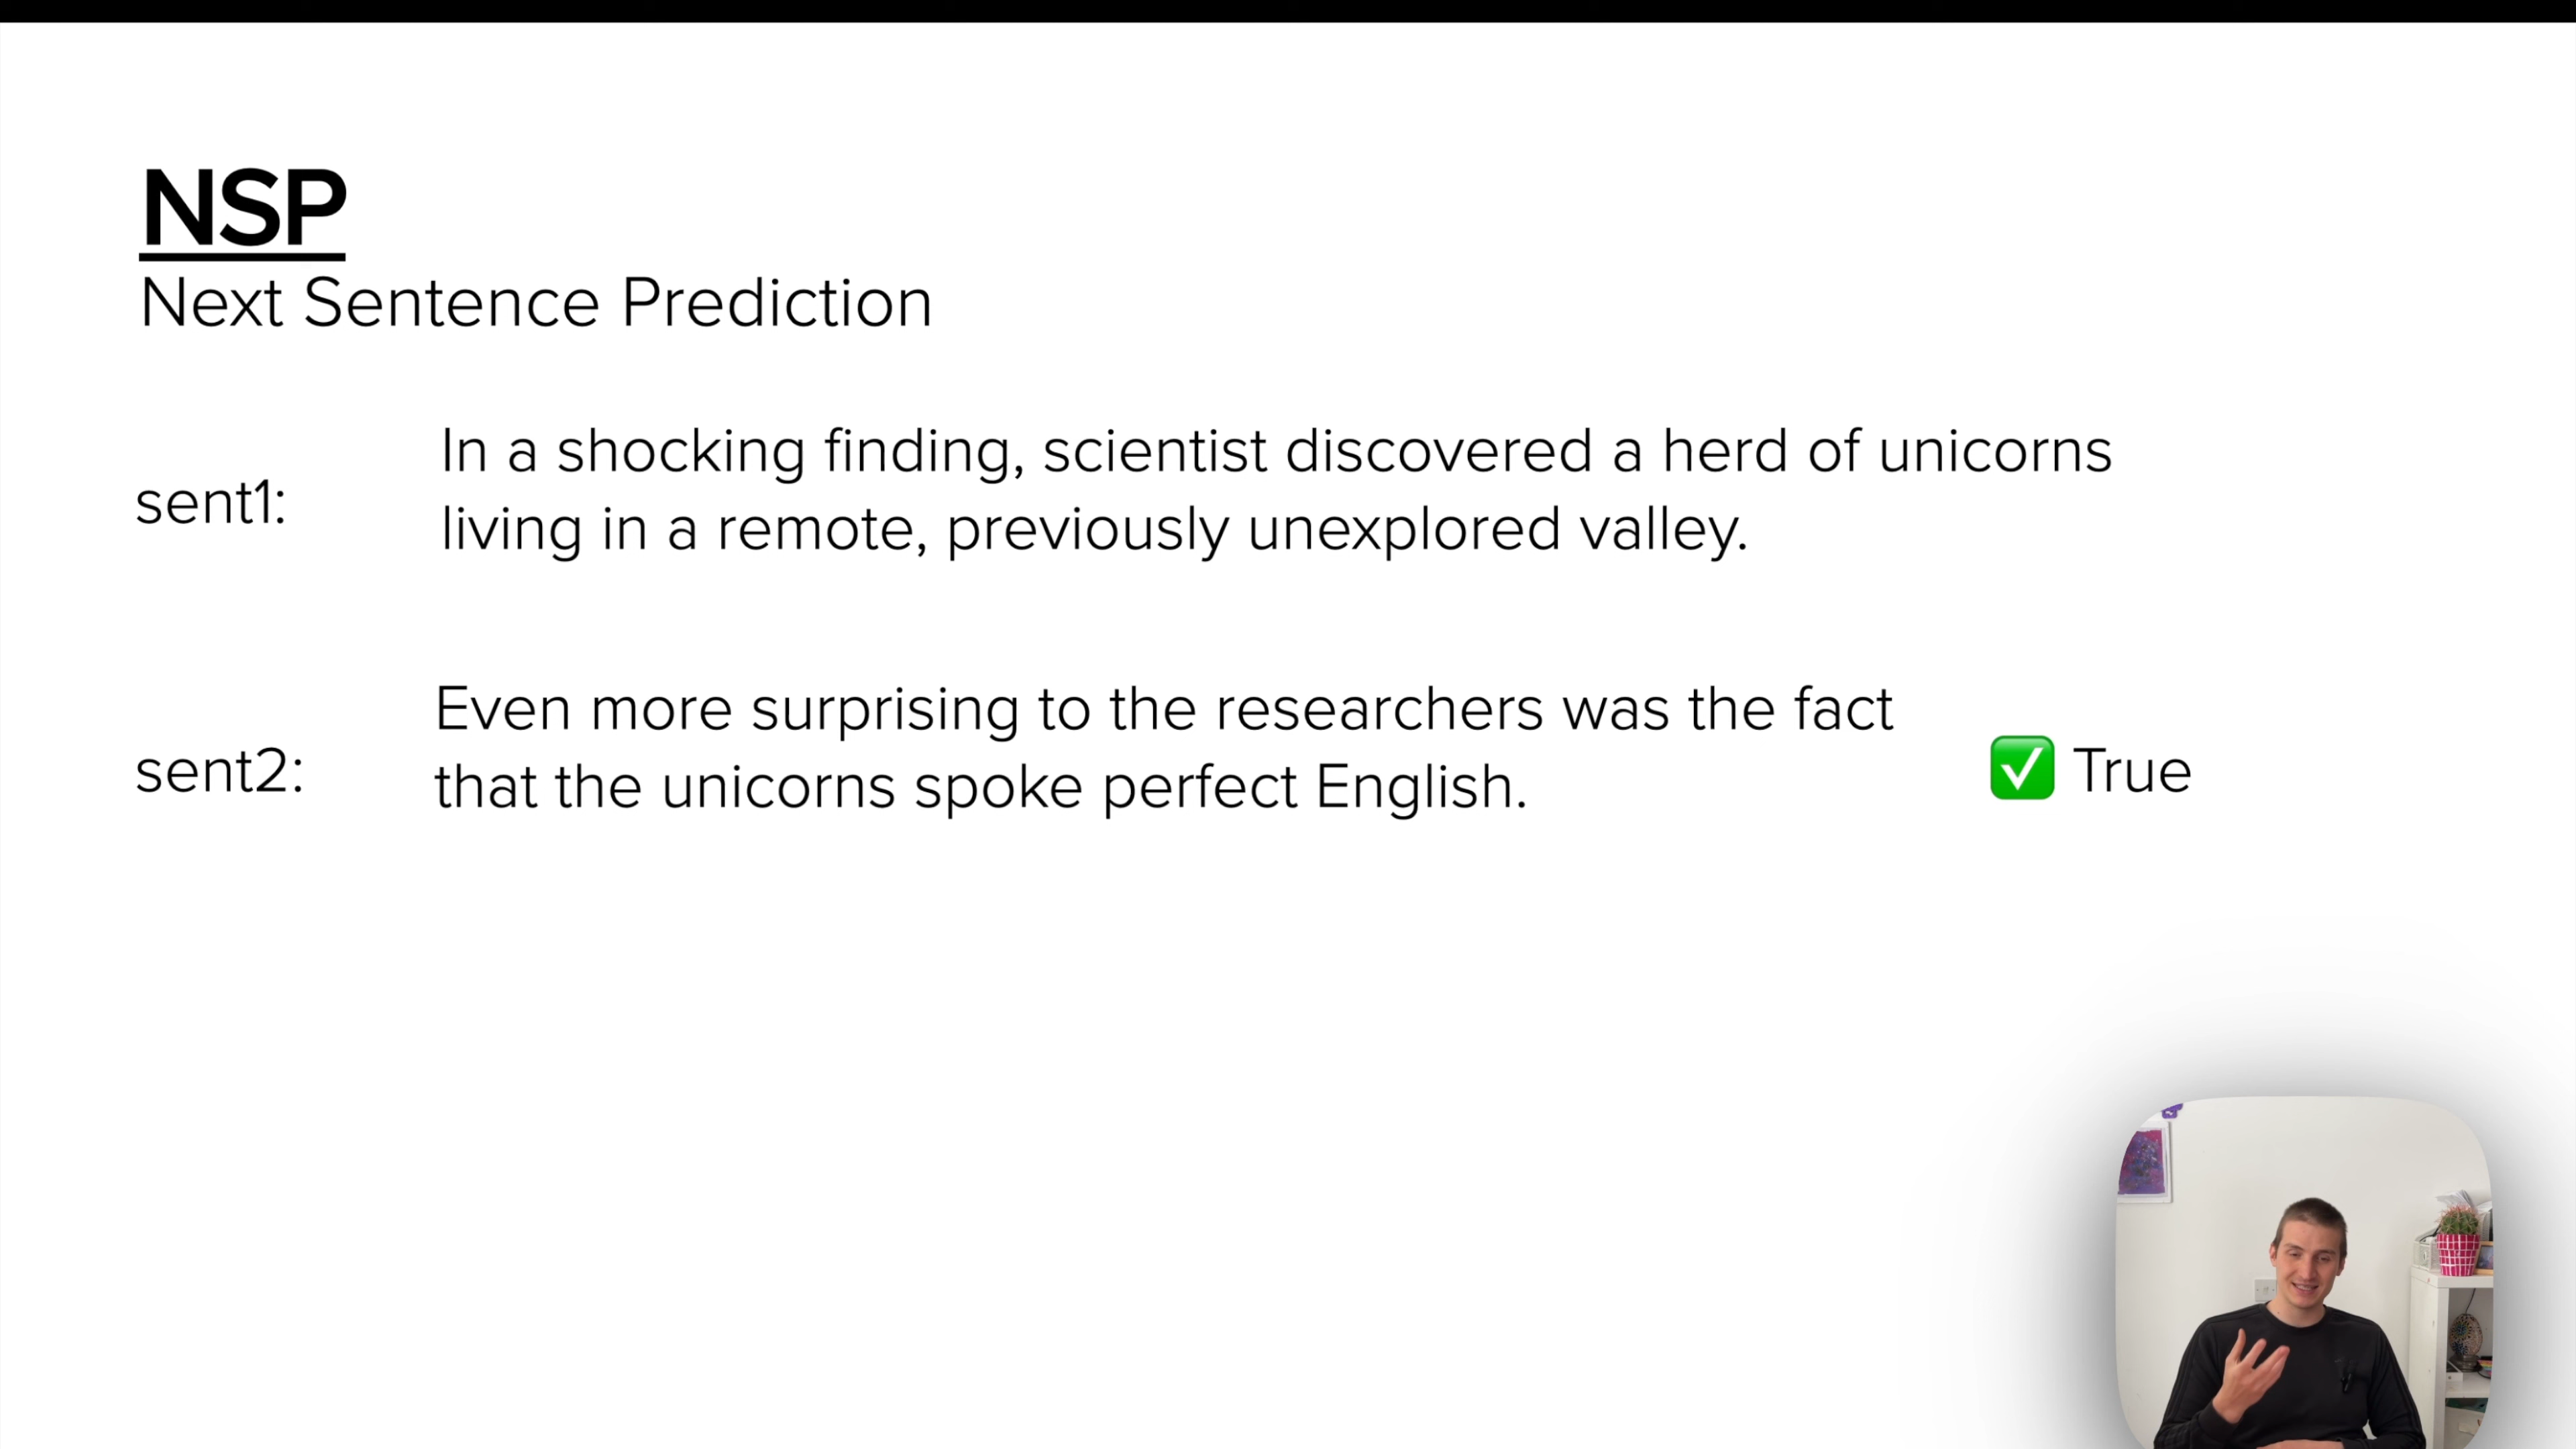 NSP
Next Sentence Prediction
sent1:
In a shocking finding, scientist discovered a herd of unicorns
living in a remote, previously unexplored valley.
sent2:
Even more surprising to the researchers was the fact
that the unicorns spoke perfect English.
True